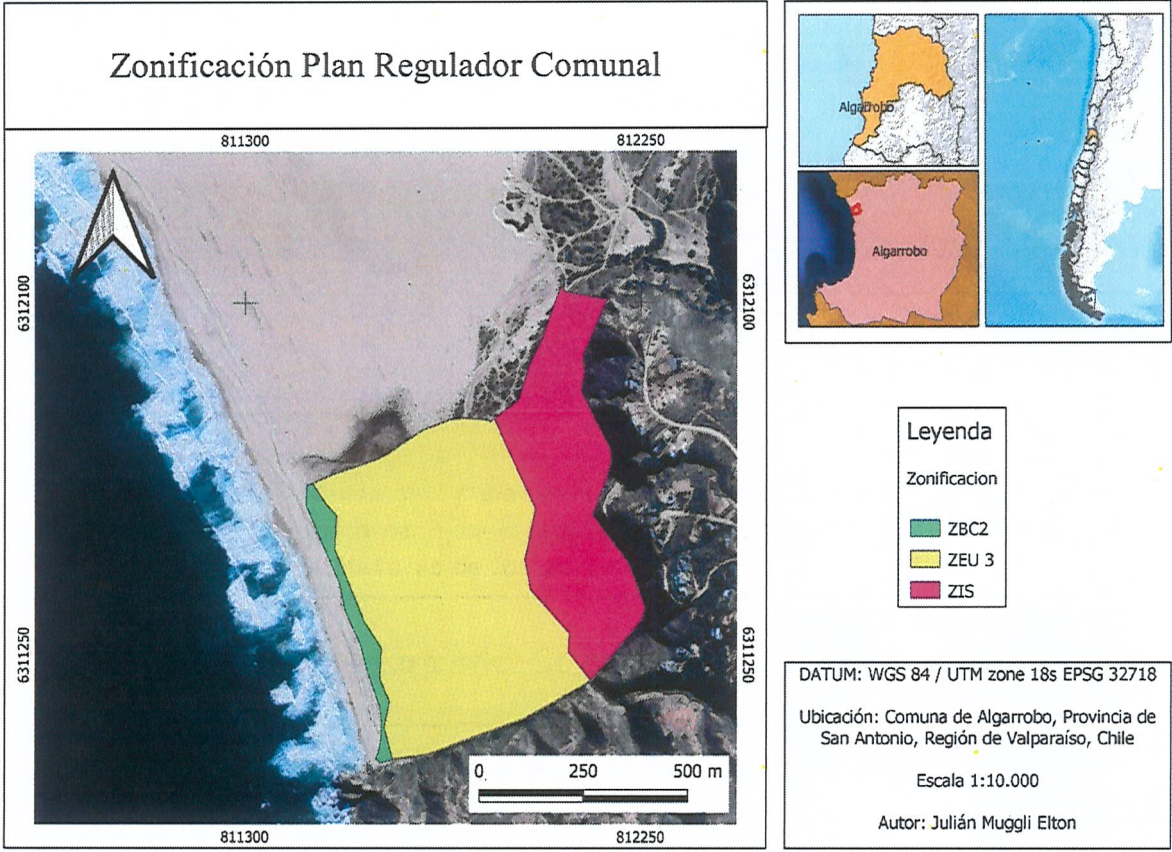 Zonificación Plan Regulador Comunal
811300
812250
6312100
6312100
6311250
6311250
0 250 500 m
811300
812250
Algarrobo
Algarrobo
Leyenda
Zonificacion
ZBC2
ZEU 3
ZIS
DATUM: WGS 84 / UTM zone 18s EPSG 32718
Ubicación: Comuna de Algarrobo, Provincia de
San Antonio, Región de Valparaíso, Chile
Escala 1:10.000
Autor: Julián Muggli Elton